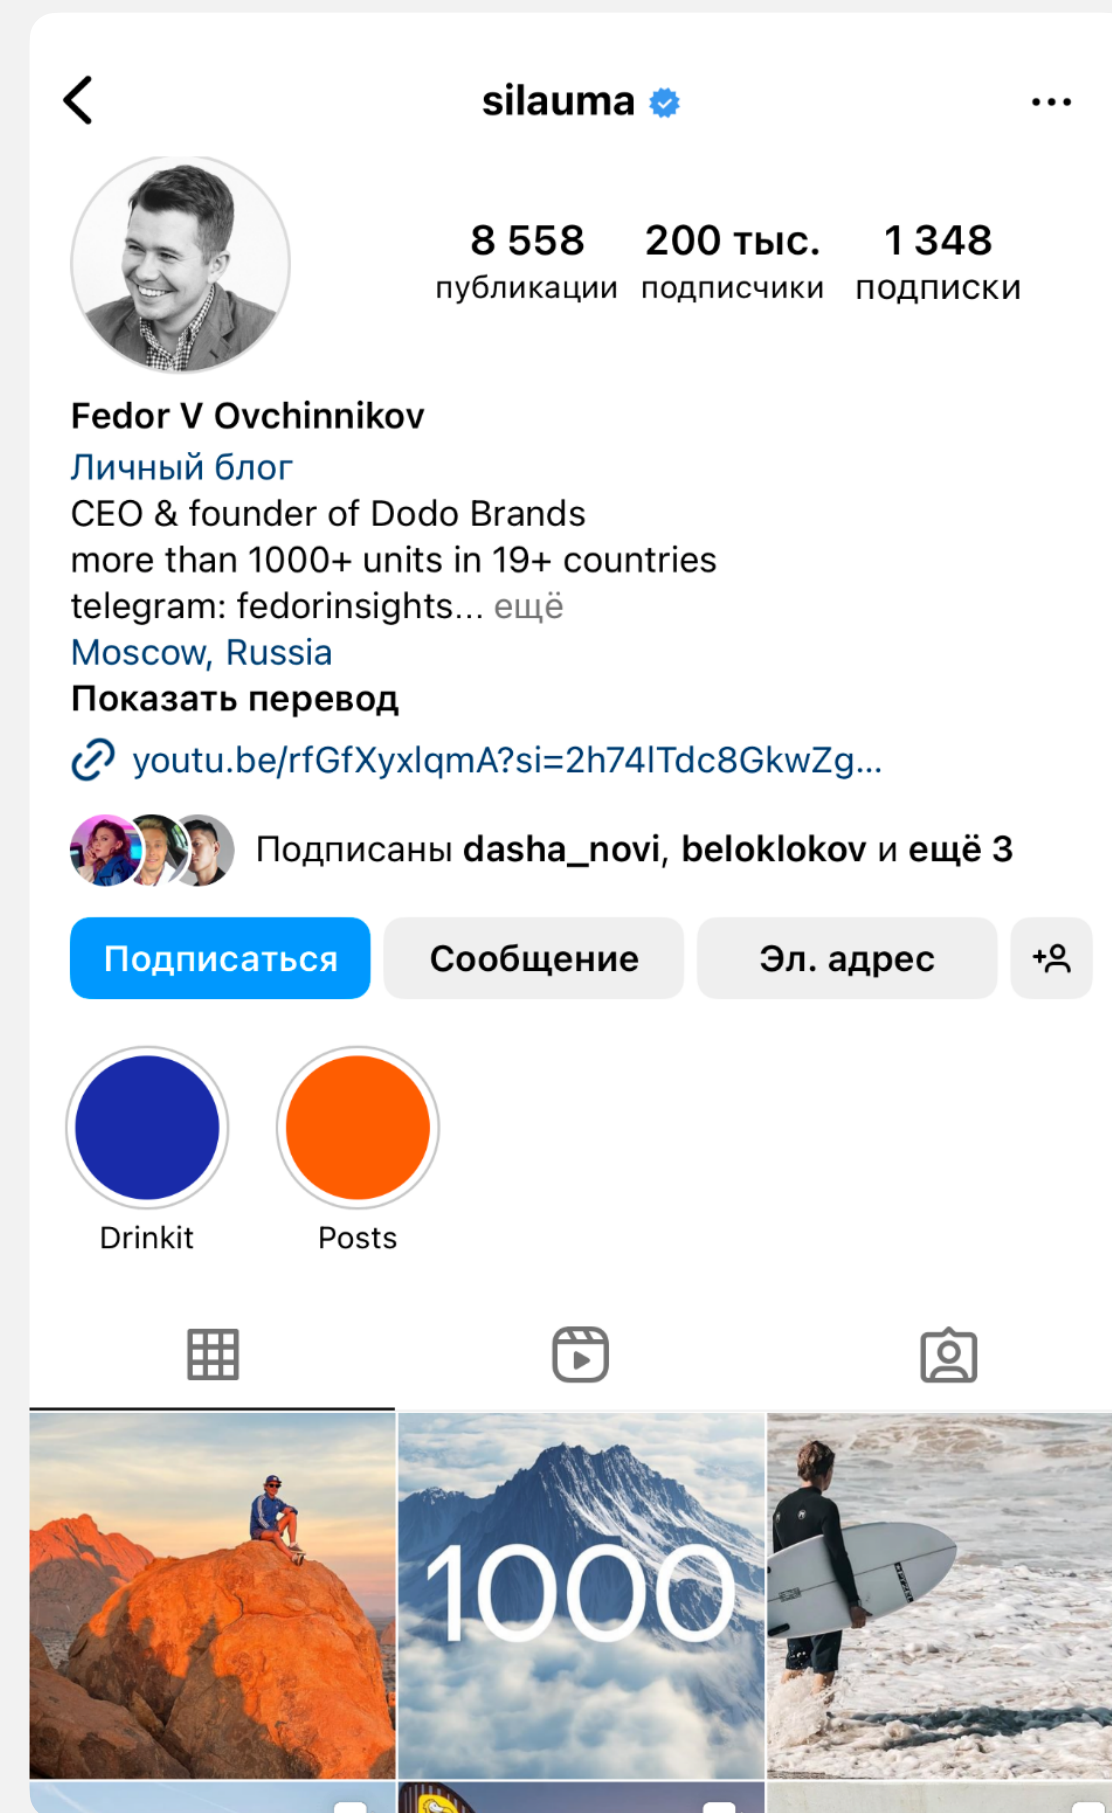 silauma
8 558 200 тыс. 1 348
публикации подписчики подписки
Fedor V Ovchinnikov
Личный блог
CEO & founder of Dodo Brands
more than 1000+ units in 19+ countries
telegram: fedorinsights... ещё
Moscow, Russia
Показать перевод
youtu.be/rfGfXyxlqmA?si=2h74lTdc8GkwZg...
Подписаны dasha_novi, beloklokov и ещё 3
Подписаться Сообщение Эл. адрес
Drinkit Posts
1000